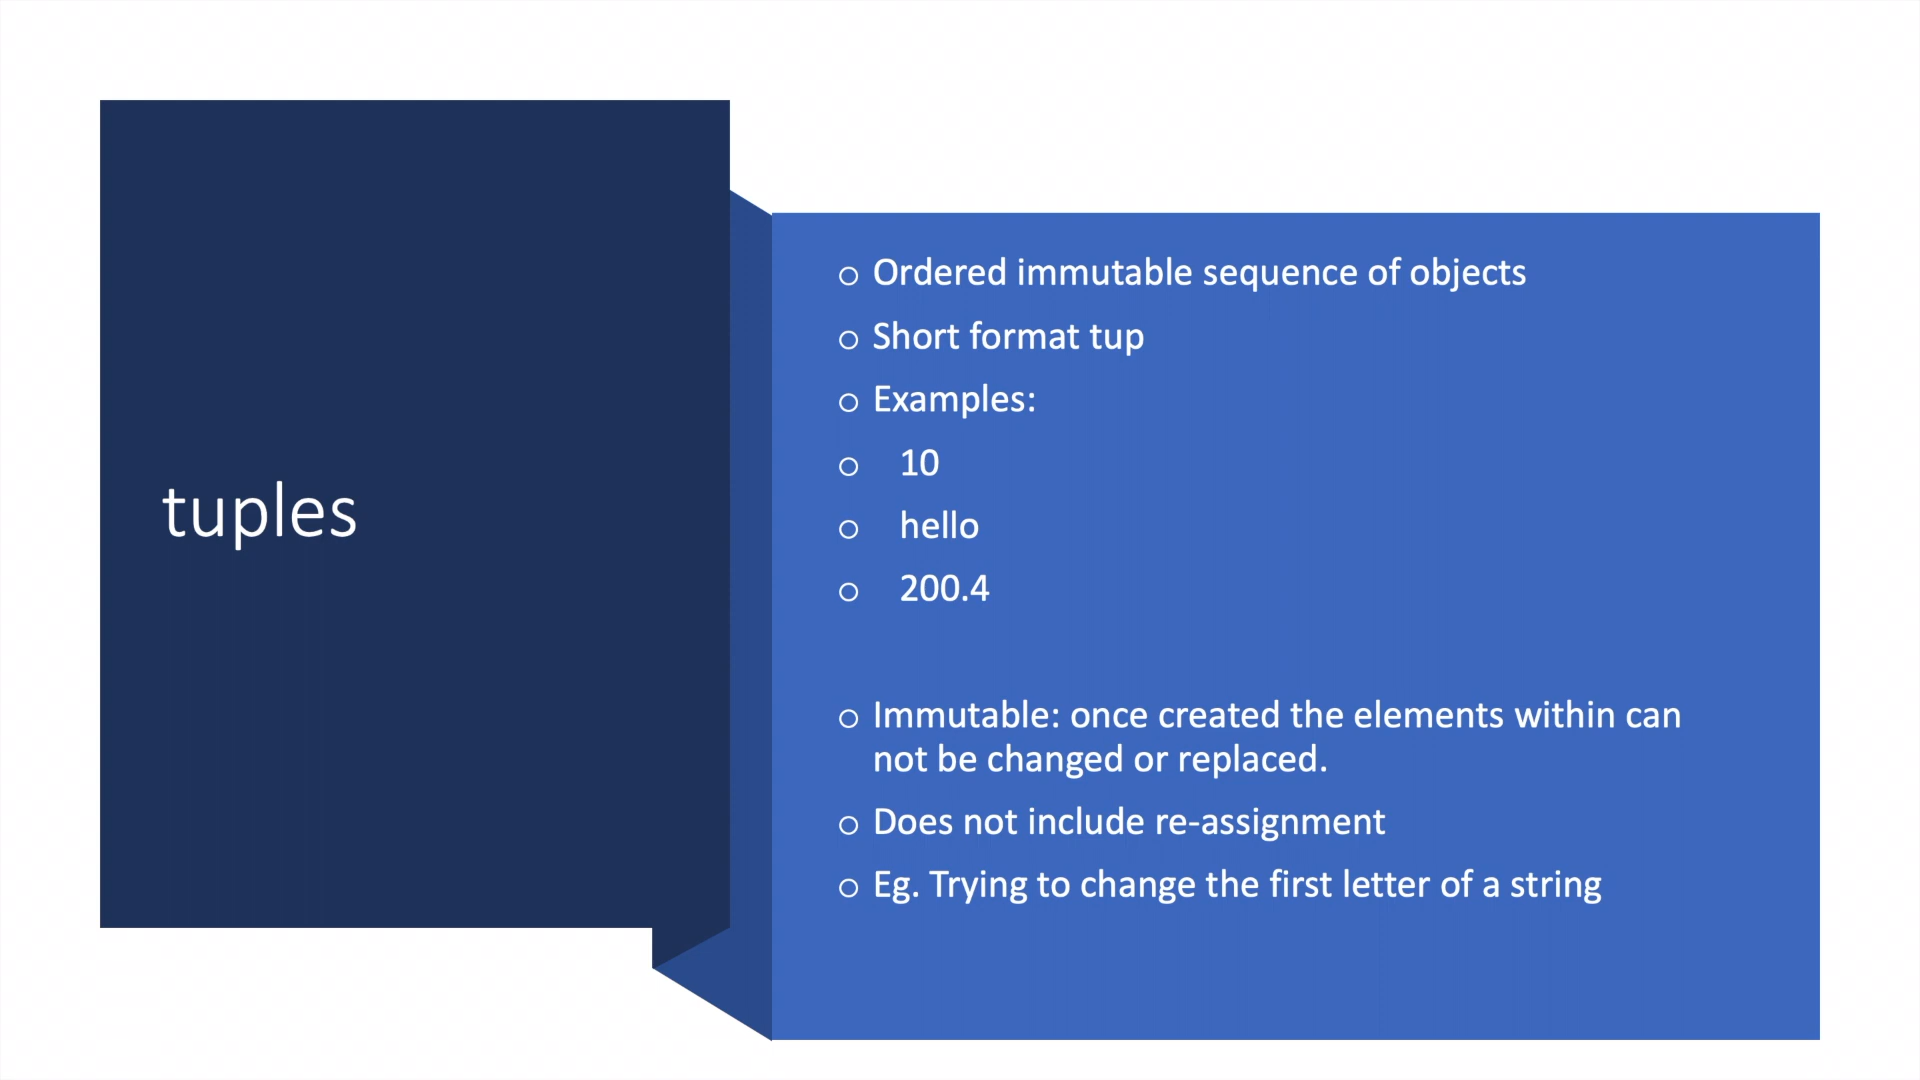 tuples
Ordered immutable sequence of objects
Short format tup
Examples:
10
hello
200.4
Immutable: once created the elements within can
not be changed or replaced.
Does not include re-assignment
Eg. Trying to change the first letter of a string